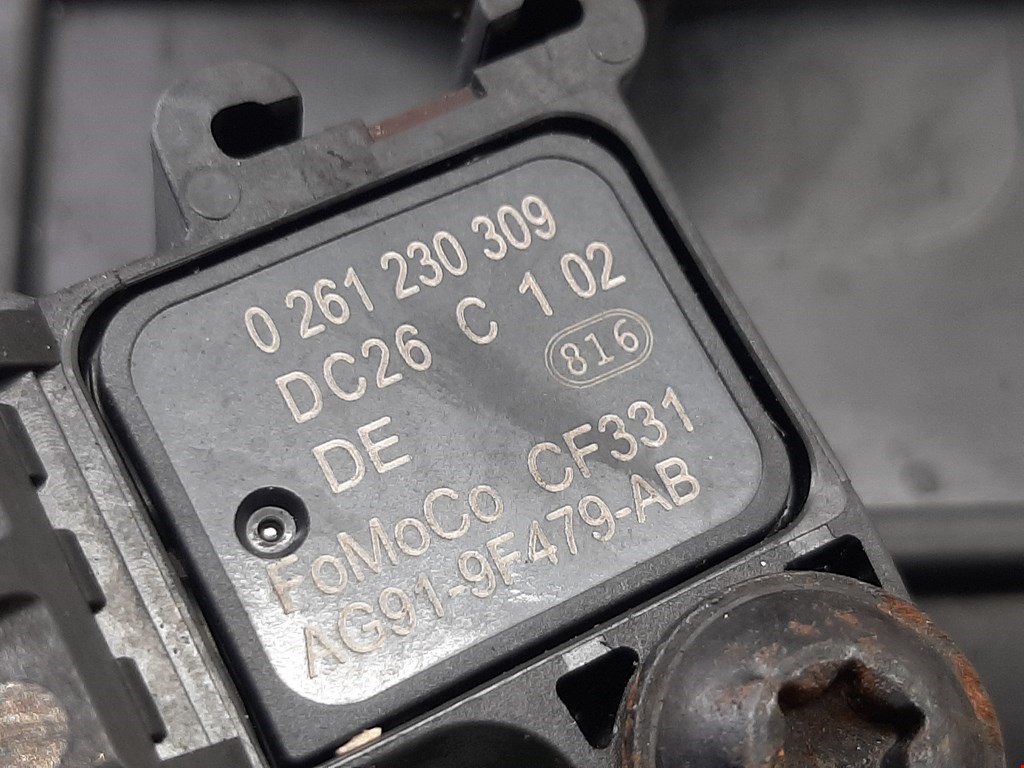 0 261 230 309
DC26 C 1 02
816
DE
FoMoCo CF331
AG91-9F479-AB